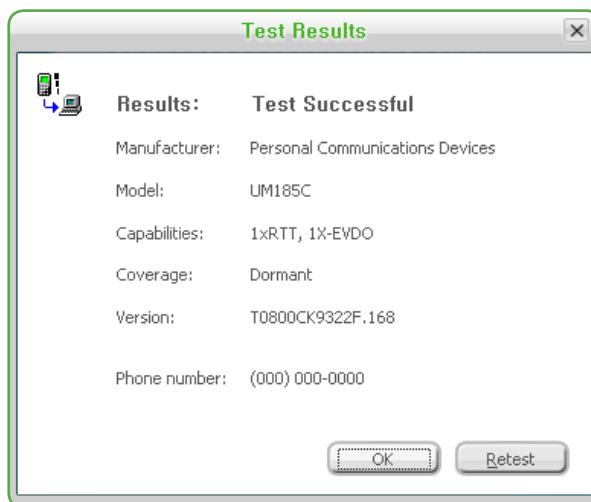 Test Results
Results: Test Successful
Manufacturer: Personal Communications Devices
Model: UM185C
Capabilities: 1xRTT, 1X-EVDO
Coverage: Dormant
Version: T0800CK9322F.168
Phone number: (000) 000-0000
OK Retest